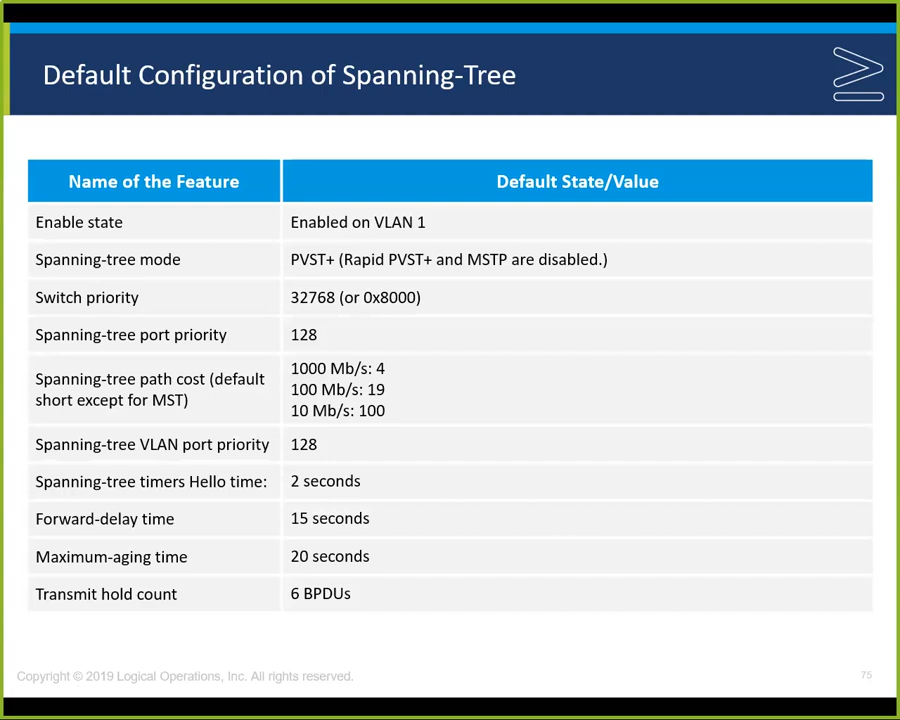 Default Configuration of Spanning-Tree
Name of the Feature Default State/Value
Enable state Enabled on VLAN 1
Spanning-tree mode PVST+ (Rapid PVST+ and MSTP are disabled.)
Switch priority 32768 (or 0x8000)
Spanning-tree port priority 128
Spanning-tree path cost (default
short except for MST)
1000 Mb/s: 4
100 Mb/s: 19
10 Mb/s: 100
Spanning-tree VLAN port priority 128
Spanning-tree timers Hello time: 2 seconds
Forward-delay time 15 seconds
Maximum-aging time 20 seconds
Transmit hold count 6 BPDUs
Copyright © 2019 Logical Operations, Inc. All rights reserved. 75